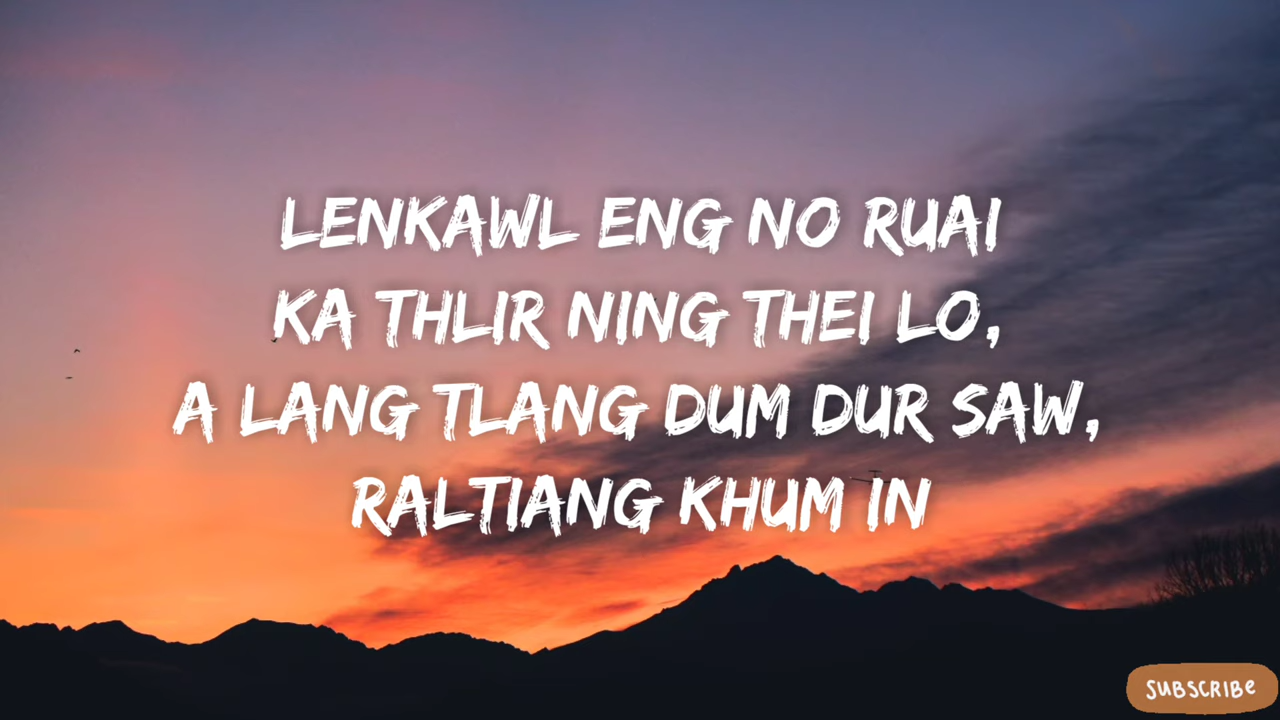 LENKAWL ENG NO RUAI
KA THLIR NING THEI LO,
A LANG TLANG DUM DUR SAW,
RALTIANG KHUM IN
SUBSCRIBE